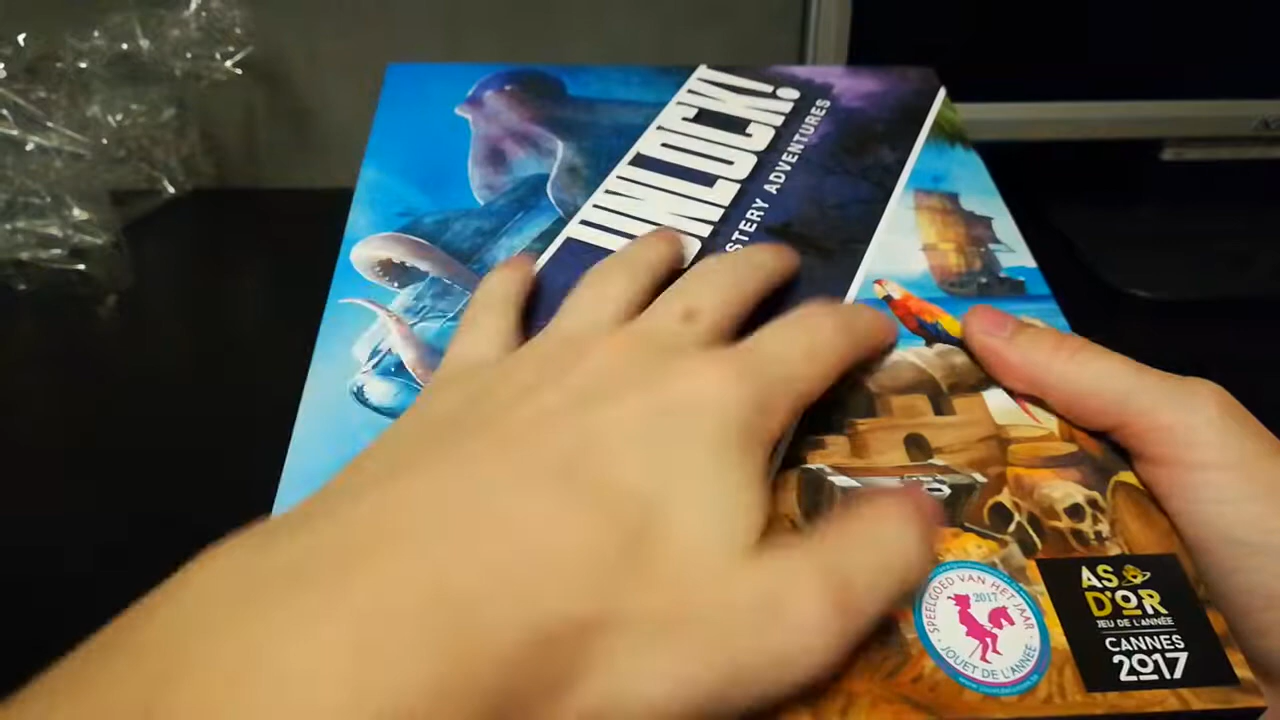 UNLOCK!
STERY ADVENTURES
SPEELGOED VAN HET JAAR
2017
JOUET DE L'ANNÉE
AS
D'OR
JEU DE L'ANNÉE
CANNES
2017